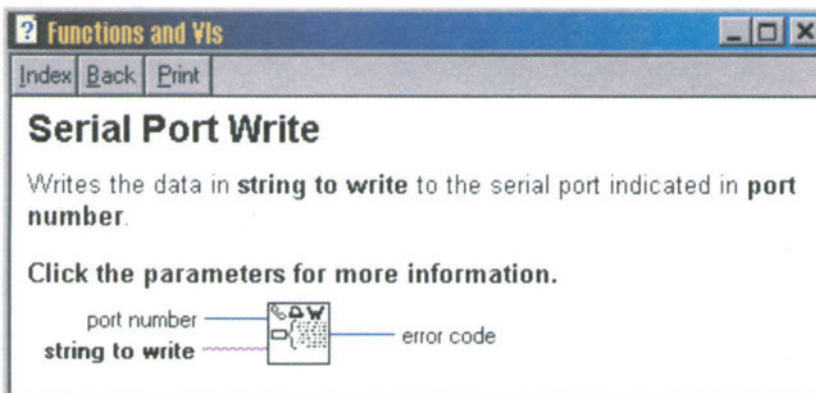 Functions and VIs
Index Back Print
Serial Port Write
Writes the data in string to write to the serial port indicated in port
number.
Click the parameters for more information.
port number
string to write
error code